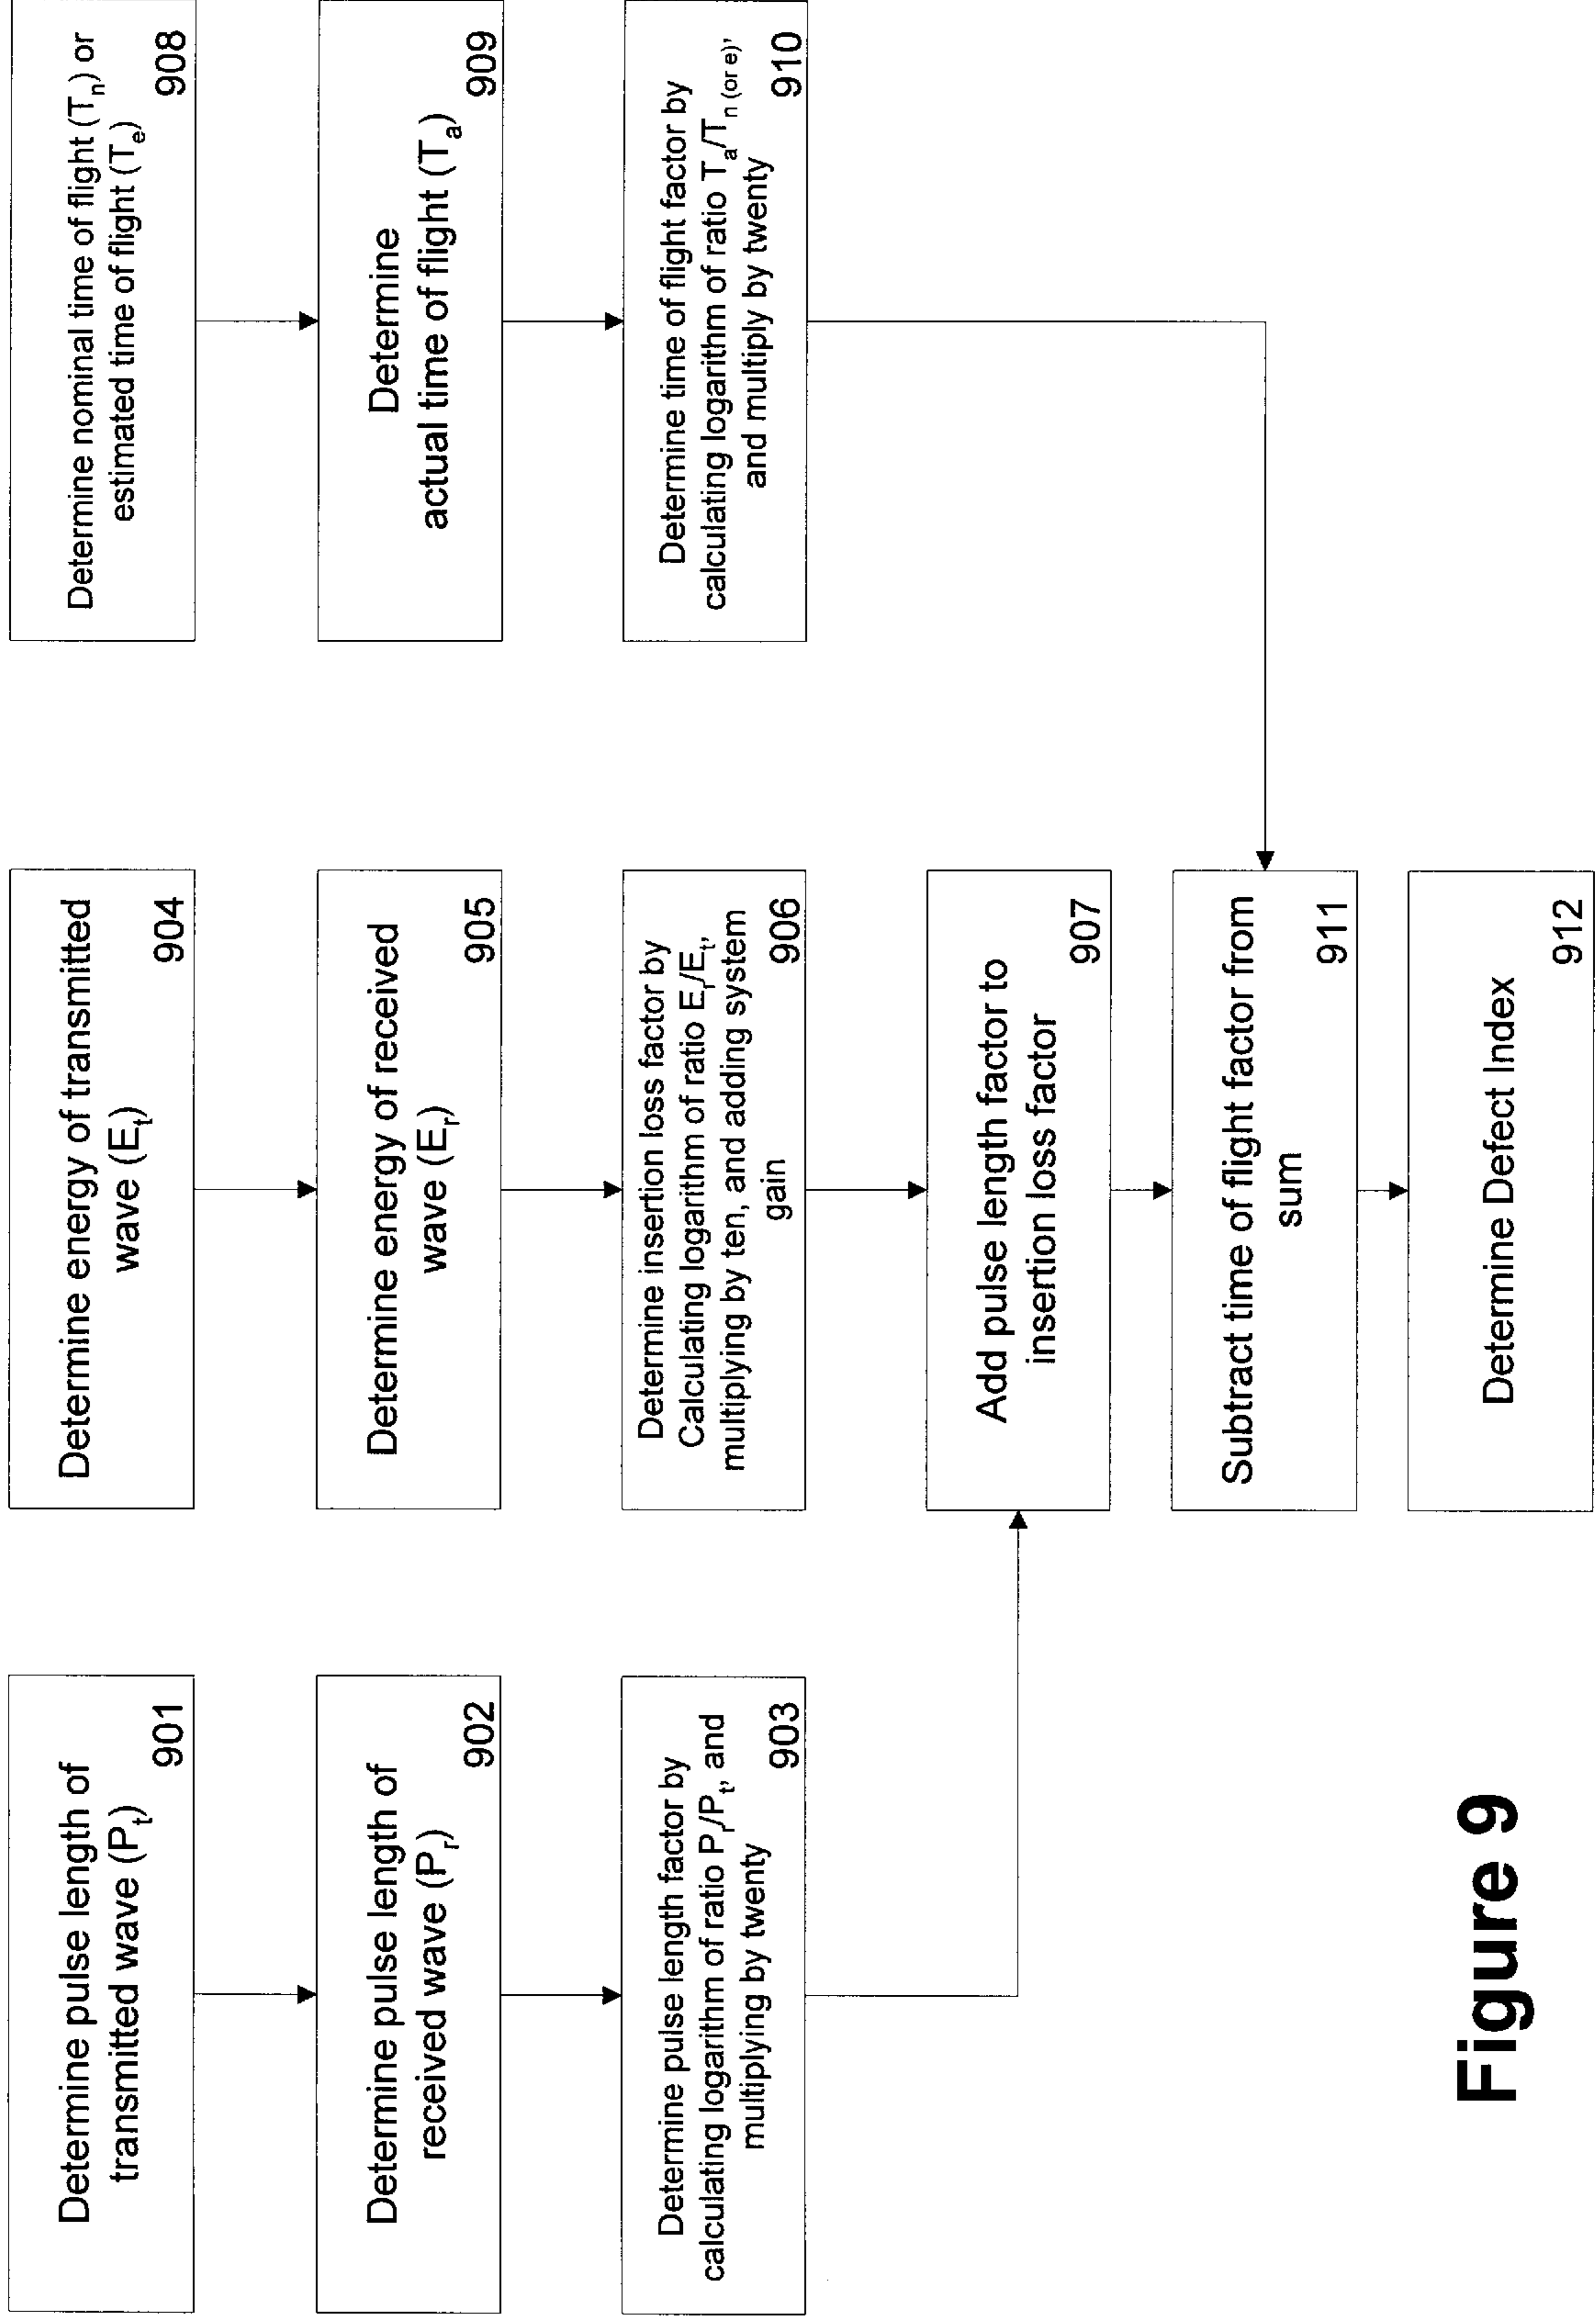 Determine pulse length of
transmitted wave (Pt)
901
Determine pulse length of
received wave (Pr)
902
Determine pulse length factor by
calculating logarithm of ratio Pr/Pt, and
multiplying by twenty
903
Determine energy of transmitted
wave (Et)
904
Determine energy of received
wave (Er)
905
Determine insertion loss factor by
Calculating logarithm of ratio Er/Et,
multiplying by ten, and adding system
gain
906
Add pulse length factor to
insertion loss factor
907
Determine nominal time of flight (Tn) or
estimated time of flight (Te)
908
Determine
actual time of flight (Ta)
909
Determine time of flight factor by
calculating logarithm of ratio Ta/Tn (or e),
and multiply by twenty
910
Subtract time of flight factor from
sum
911
Determine Defect Index
912
Figure 9